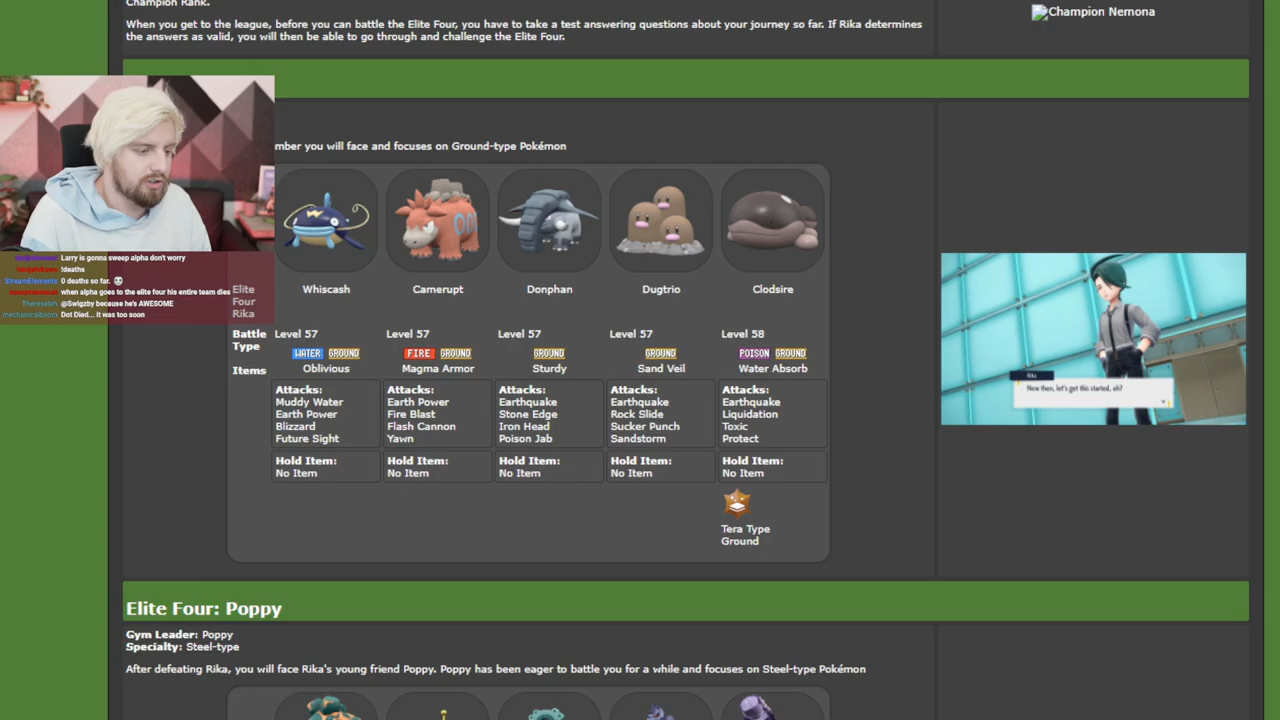 Champion Rank.
When you get to the league, before you can battle the Elite Four, you have to take a test answering questions about your journey so far. If Rika determines
the answers as valid, you will then be able to go through and challenge the Elite Four.
Champion Nemona
mber you will face and focuses on Ground-type Pokémon
Larry is gonna sweep alpha don't worry
!deaths
StreamElements 0 deaths so far.
when alpha goes to the elite four his entire team dies
@Swigzby because he's AWESOME
mechanicalboom Dot Died... it was too soon
Elite
Four
Rika
Whiscash Camerupt Donphan Dugtrio Clodsire
Battle
Type
Level 57 Level 57 Level 57 Level 57 Level 58
WATER GROUND FIRE GROUND GROUND GROUND POISON GROUND
Items
Oblivious Magma Armor Sturdy Sand Veil Water Absorb
Attacks: Attacks: Attacks: Attacks: Attacks:
Muddy Water Earth Power Earthquake Earthquake Earthquake
Earth Power Fire Blast Stone Edge Rock Slide Liquidation
Blizzard Flash Cannon Iron Head Sucker Punch Toxic
Future Sight Yawn Poison Jab Sandstorm Protect
Hold Item: Hold Item: Hold Item: Hold Item: Hold Item:
No Item No Item No Item No Item No Item
Tera Type
Ground
Rika
Now then, let's get this started, eh?
Elite Four: Poppy
Gym Leader: Poppy
Specialty: Steel-type
After defeating Rika, you will face Rika's young friend Poppy. Poppy has been eager to battle you for a while and focuses on Steel-type Pokémon